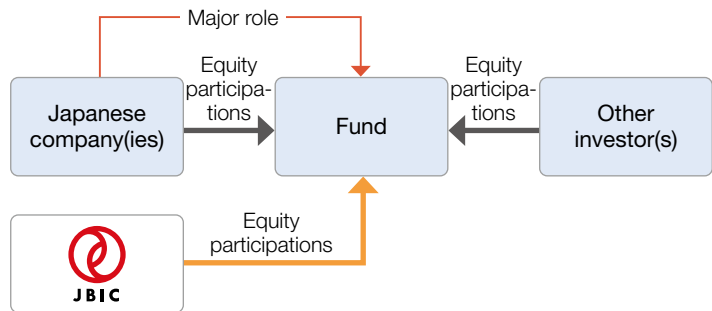 Major role
Equity
participa-
tions
Equity
participa-
tions
Japanese
company(ies)
Fund
Other
investor(s)
Equity
participations
JBIC